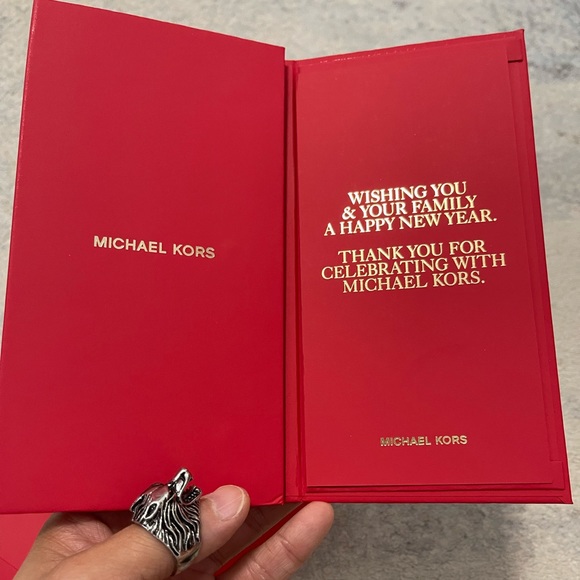 MICHAEL KORS
WISHING YOU
& YOUR FAMILY
A HAPPY NEW YEAR.
THANK YOU FOR
CELEBRATING WITH
MICHAEL KORS.
MICHAEL KORS